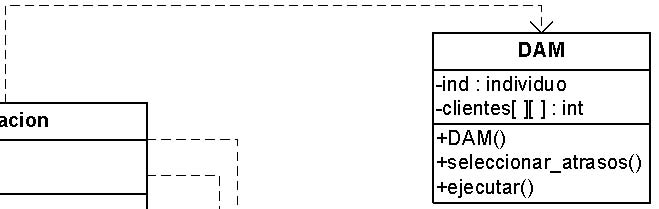 DAM
-ind : individuo
-clientes[ ][ ] : int
acion
+DAM()
+seleccionar_atrasos()
+ejecutar()